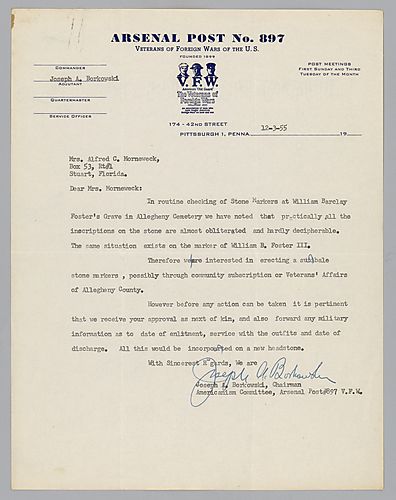 ARSENAL POST No. 897
VETERANS OF FOREIGN WARS OF THE U.S.
FOUNDED 1899
COMMANDER
Joseph A. Borkowski
ADJUTANT
QUARTERMASTER
SERVICE OFFICER
V.F.W.
The Veterans of
Foreign Wars
POST MEETINGS
FIRST SUNDAY AND THIRD
TUESDAY OF THE MONTH
174 - 42ND STREET
PITTSBURGH 1, PENNA. 12-3-55 19
Mrs. Alfred C. Morneweck,
Box 53, Rt#1
Stuart, Florida.
Dear Mrs. Morneweck:
In routine checking of Stone Markers at William Barclay
Foster's Grave in Allegheny Cemetery we have noted that practically all the
inscriptions on the stone are almost obliterated and hardly decipherable.
The same situation exists on the marker of William B. Foster III.
Therefore we are interested in erecting a suitbale
stone markers , possibly through community subscription or Veterans' Affairs
of Allegheny County.
However before any action can be taken it is pertinent
that we receive your approval as next of kin, and also forward any military
information as to date of enlitment, service with the outfits and date of
discharge. All this would be incorporated on a new headstone.
With Sincerest Regards, We are
Joseph A. Borkowski
Joseph A. Borkowski, Chairman
Americanism Committee, Arsenal Post#897 V.F.W.